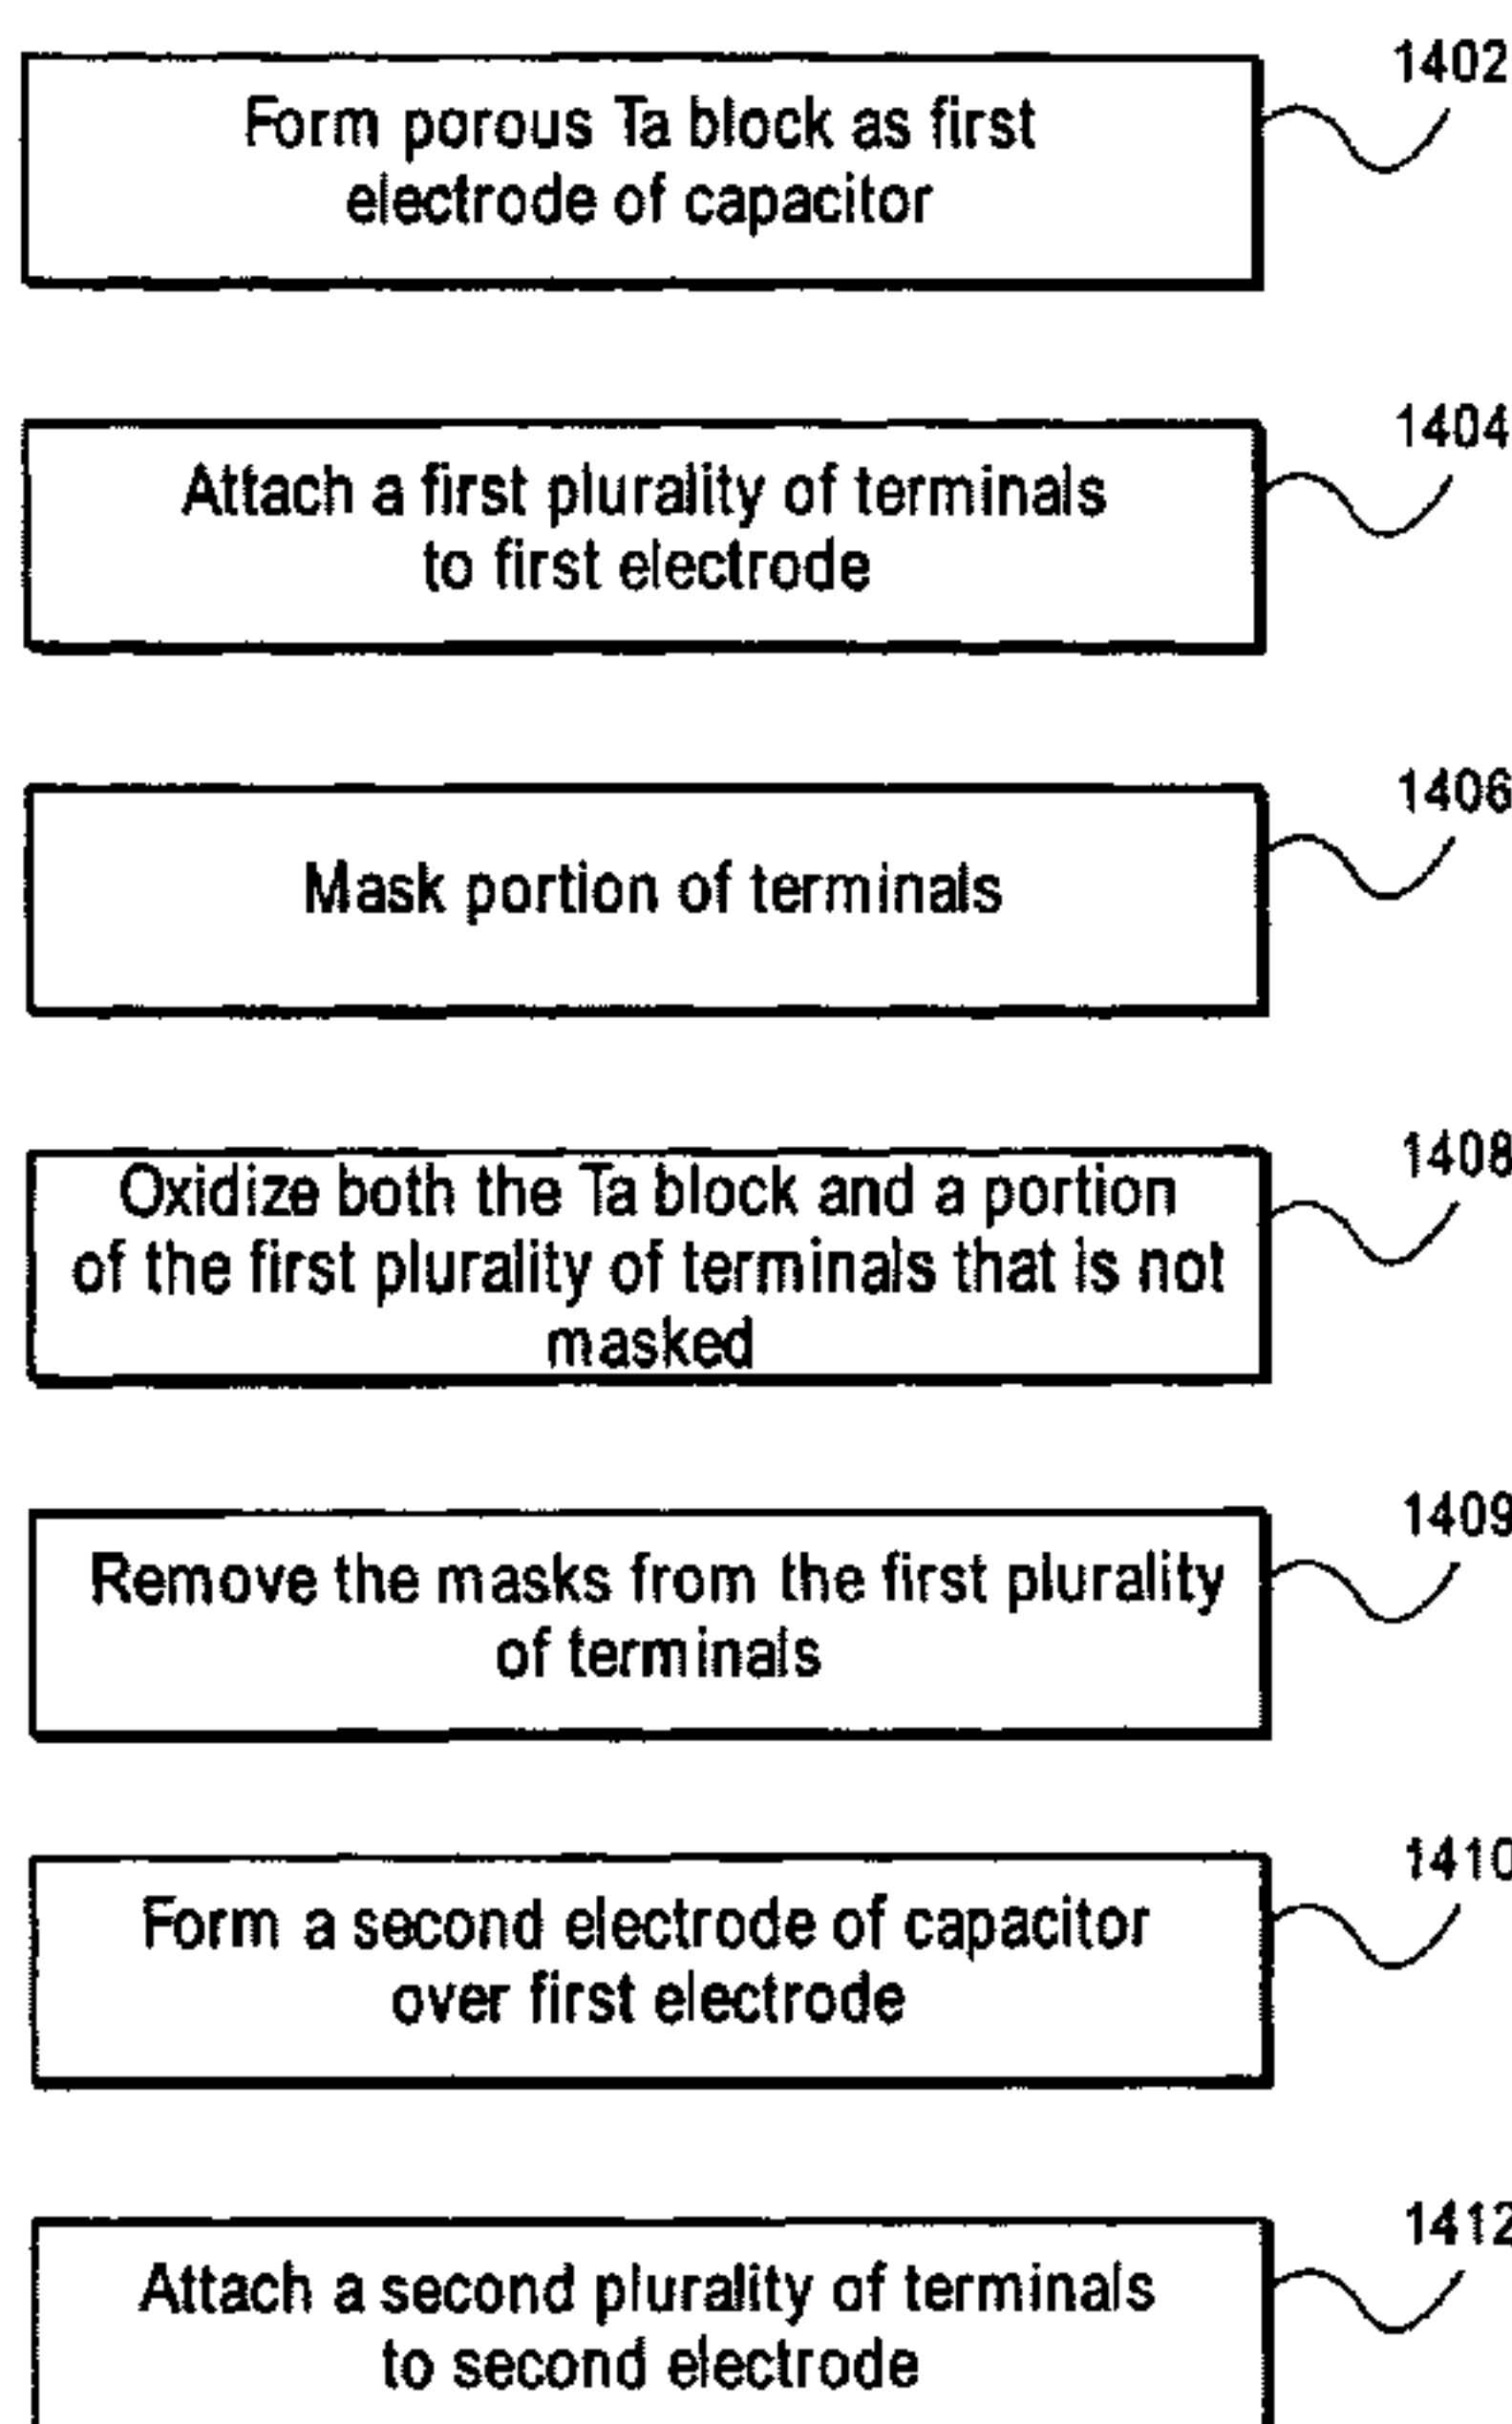 1402
Form porous Ta block as first
electrode of capacitor
1404
Attach a first plurality of terminals
to first electrode
1406
Mask portion of terminals
1408
Oxidize both the Ta block and a portion
of the first plurality of terminals that is not
masked
1409
Remove the masks from the first plurality
of terminals
1410
Form a second electrode of capacitor
over first electrode
1412
Attach a second plurality of terminals
to second electrode